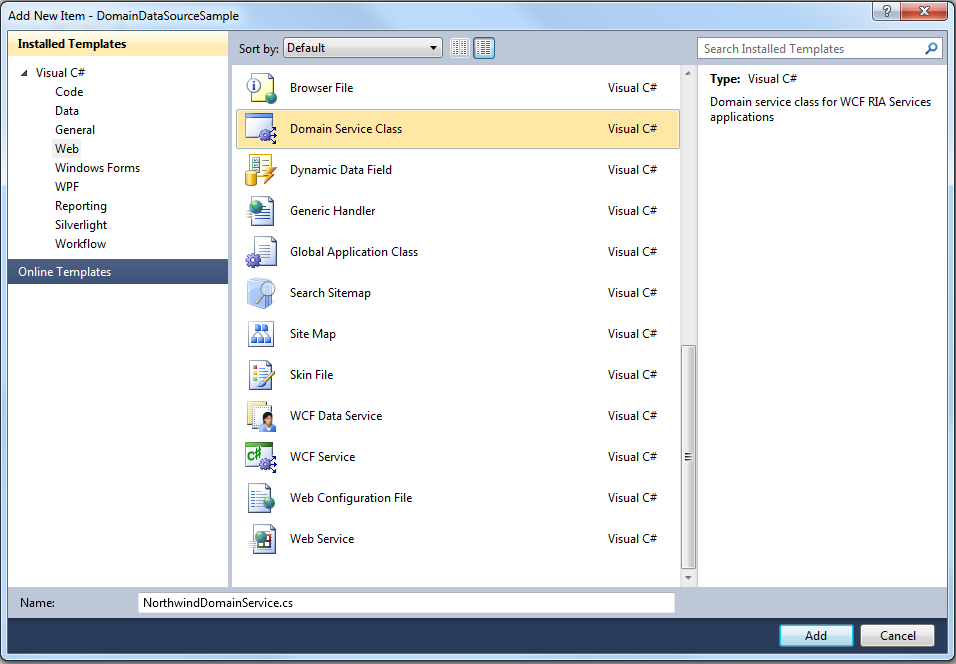 Add New Item - DomainDataSourceSample
Installed Templates
Visual C#
Code
Data
General
Web
Windows Forms
WPF
Reporting
Silverlight
Workflow
Online Templates
Sort by: Default
Browser File Visual C#
Domain Service Class Visual C#
Dynamic Data Field Visual C#
Generic Handler Visual C#
Global Application Class Visual C#
Search Sitemap Visual C#
Site Map Visual C#
Skin File Visual C#
WCF Data Service Visual C#
WCF Service Visual C#
Web Configuration File Visual C#
Web Service Visual C#
Search Installed Templates
Type: Visual C#
Domain service class for WCF RIA Services
applications
Name: NorthwindDomainService.cs
Add Cancel